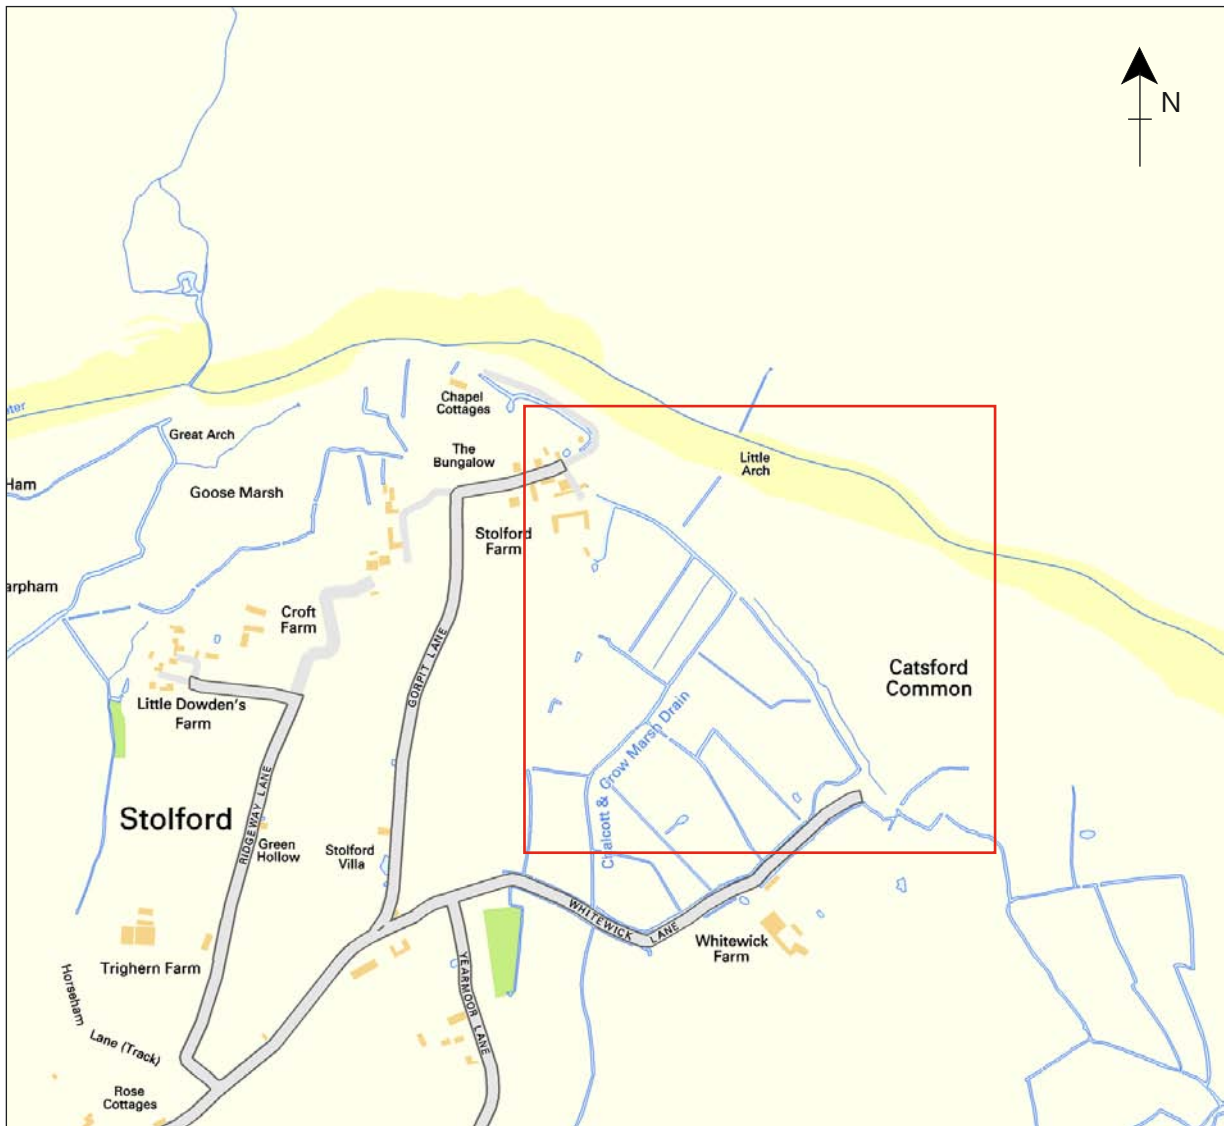 N
Chapel
Cottages
Great Arch
The
Bungalow
Little
Arch
Ham
Goose Marsh
Stolford
Farm
arpham
Croft
Farm
GORPIT LANE
Catsford
Common
Little Dowden's
Farm
Chalcott & Crow Marsh Drain
RIDGEWAY LANE
Stolford
Green
Hollow
Stolford
Villa
WHITEWICK LANE
Whitewick
Farm
YEARMOOR LANE
Trighern Farm
Horseham
Lane (Track)
Rose
Cottages